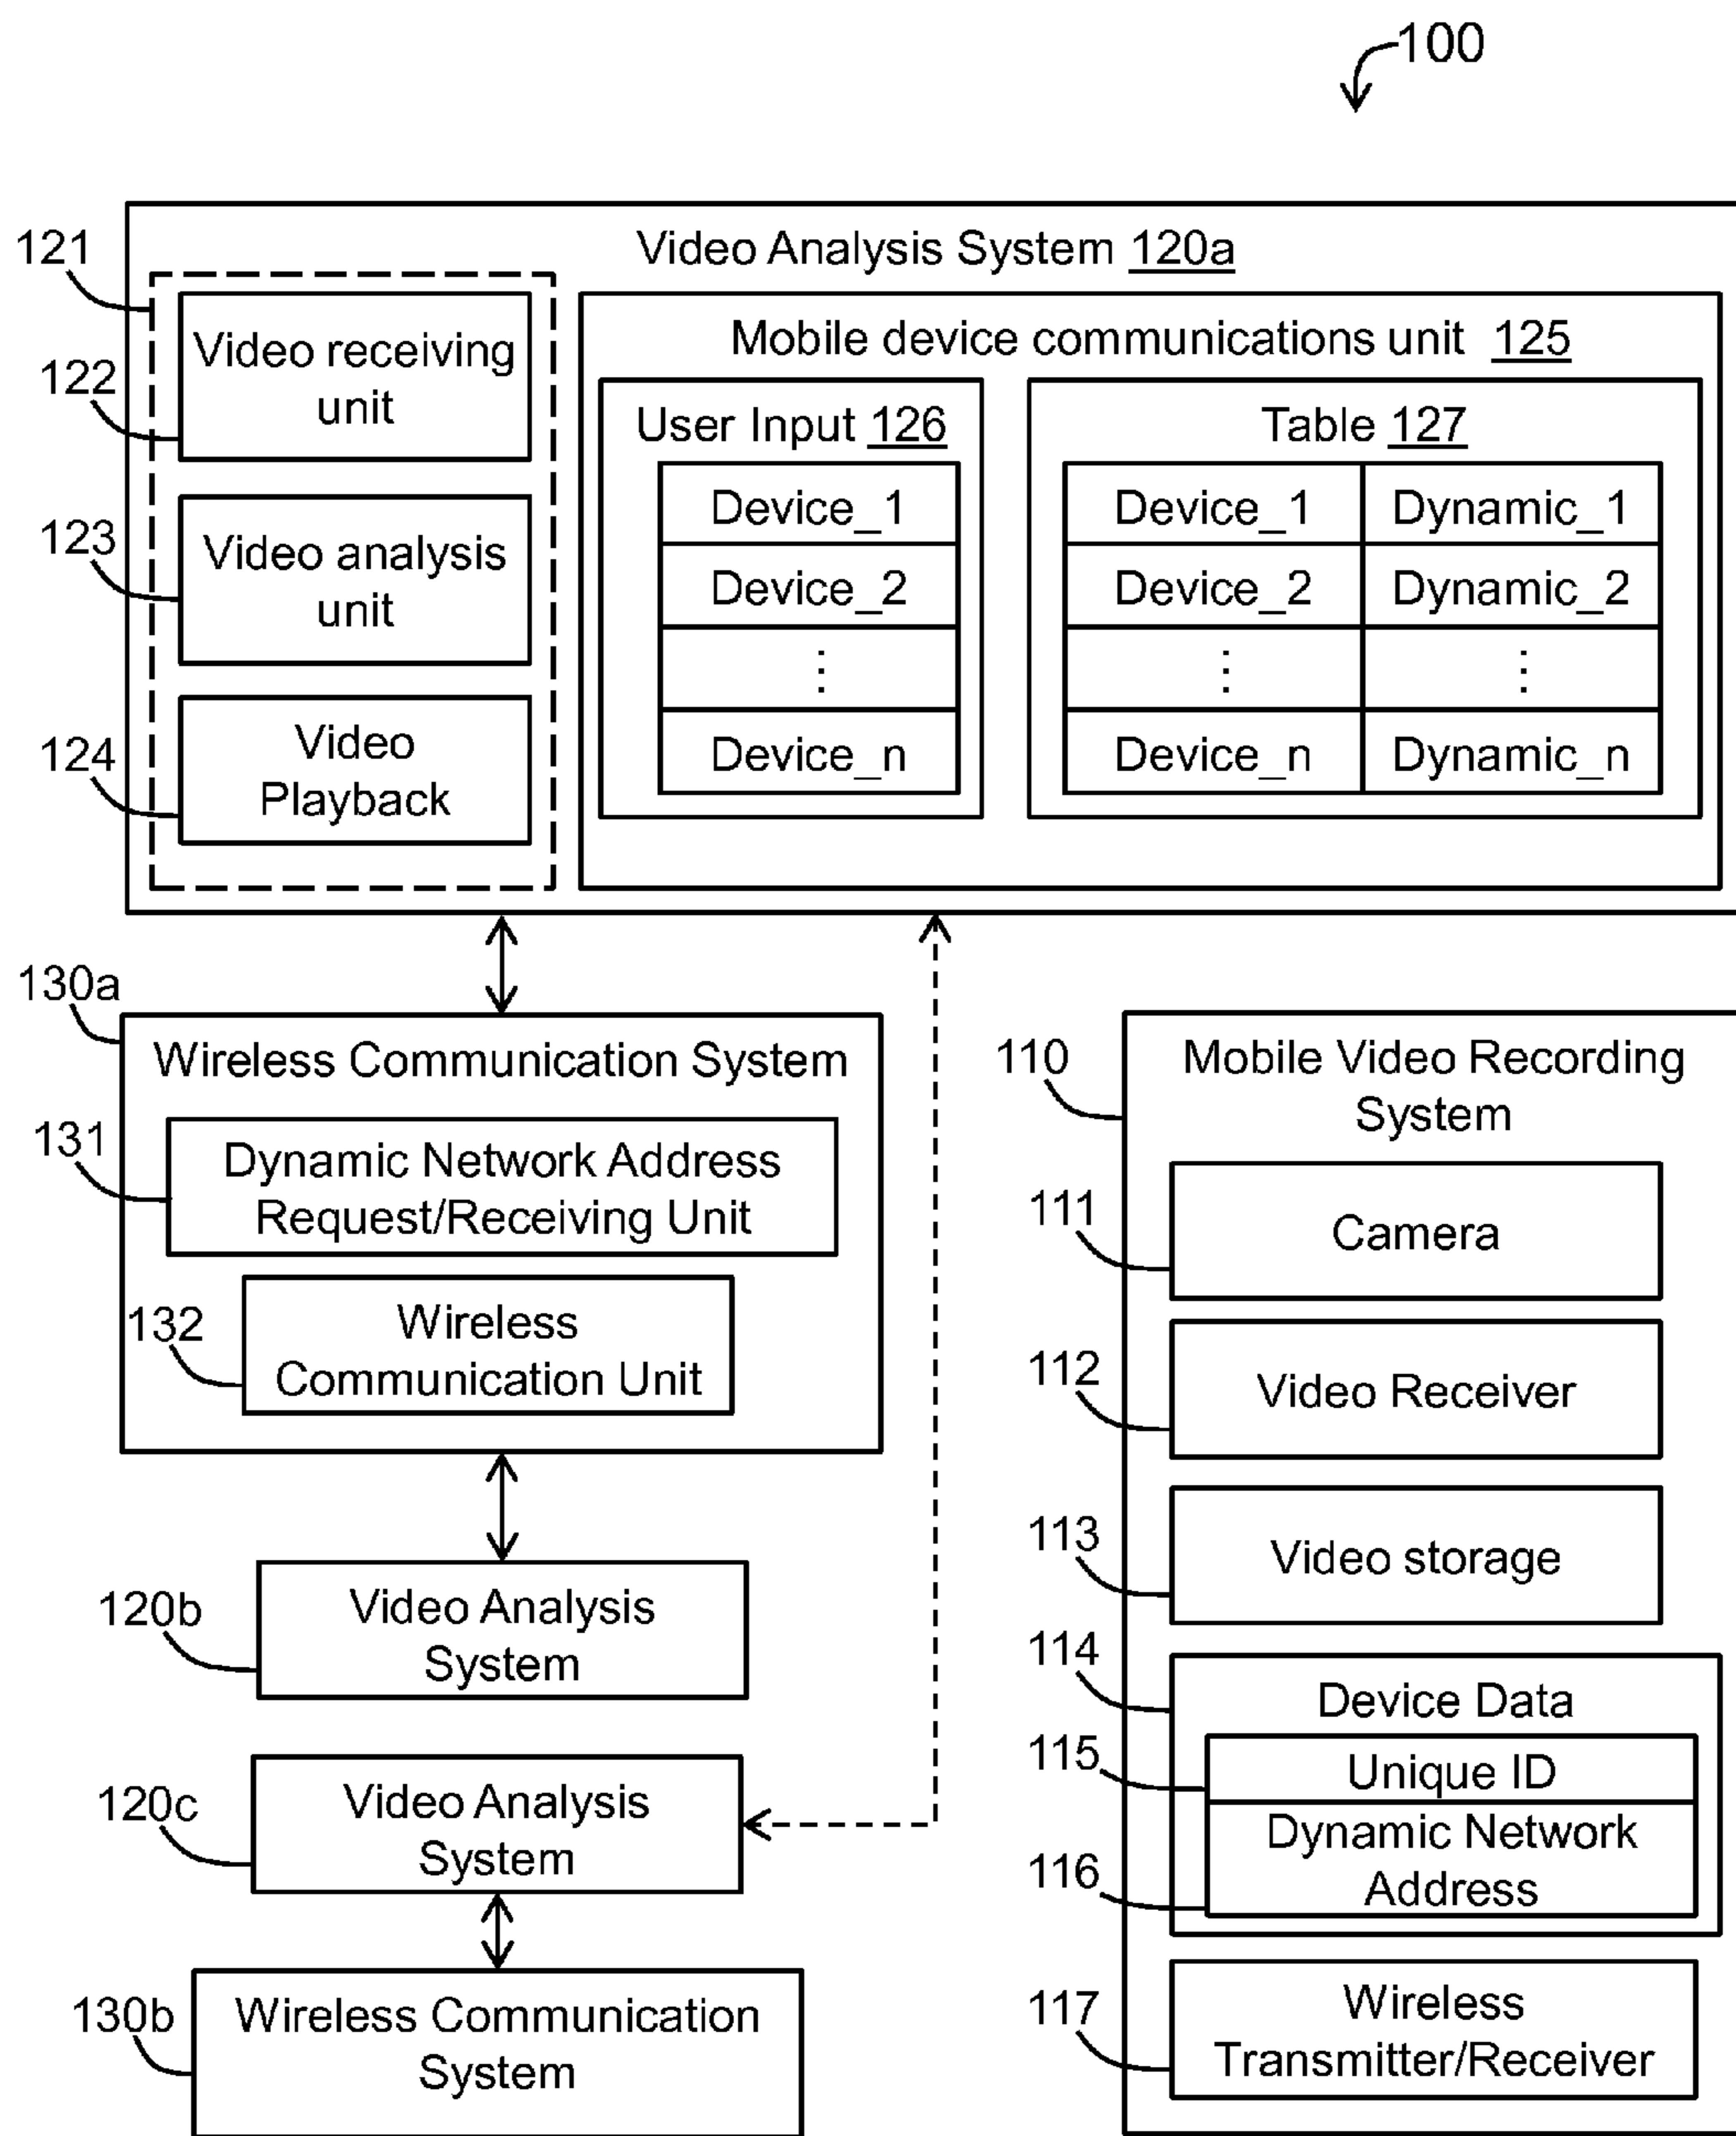 100
Video Analysis System 120a
121
Video receiving
unit
122
Video analysis
unit
123
Video
Playback
124
Mobile device communications unit 125
User Input 126
Device_1
Device_2
⋮
Device_n
Table 127
Device_1 Dynamic_1
Device_2 Dynamic_2
⋮ ⋮
Device_n Dynamic_n
130a
Wireless Communication System
131
Dynamic Network Address
Request/Receiving Unit
132
Wireless
Communication Unit
120b
Video Analysis
System
120c
Video Analysis
System
130b
Wireless Communication
System
110
Mobile Video Recording
System
111
Camera
112
Video Receiver
113
Video storage
114
Device Data
115
Unique ID
116
Dynamic Network
Address
117
Wireless
Transmitter/Receiver